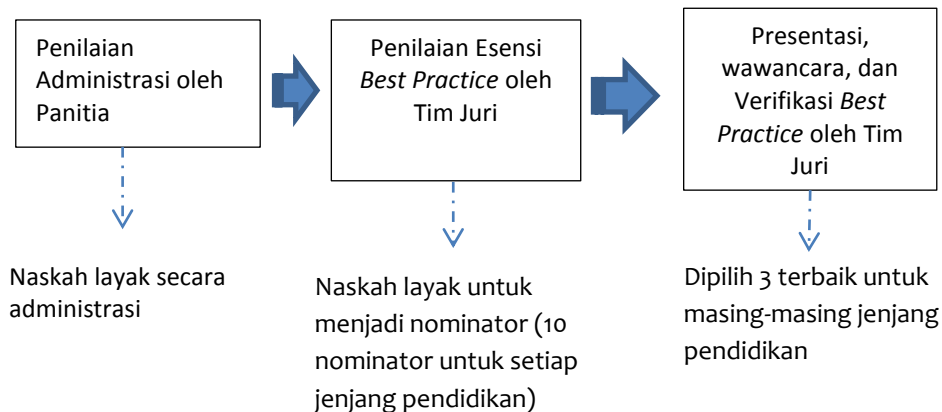 Penilaian
Administrasi oleh
Panitia
Penilaian Esensi
Best Practice oleh
Tim Juri
Presentasi,
wawancara, dan
Verifikasi Best
Practice oleh Tim
Juri
Naskah layak secara
administrasi
Naskah layak untuk
menjadi nominator (10
nominator untuk setiap
jenjang pendidikan)
Dipilih 3 terbaik untuk
masing-masing jenjang
pendidikan